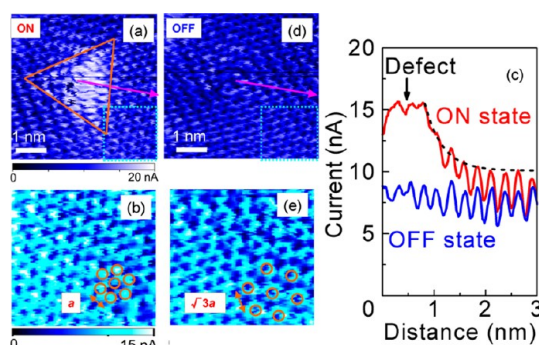 ON
(a)
1 nm
0
20 nA
OFF
(d)
1 nm
(b)
a
0
15 nA
(e)
√3a
(c)
Defect
ON state
OFF state
Current (nA)
20
15
10
5
0
0
1
2
3
Distance (nm)